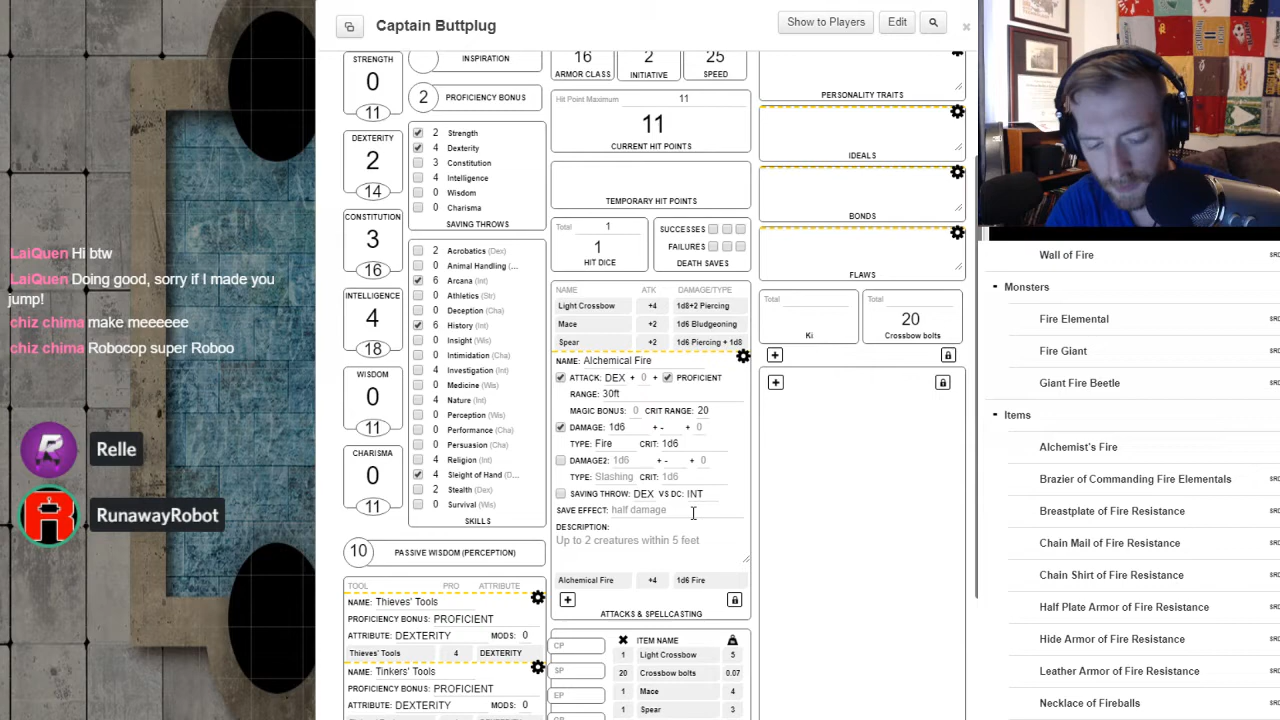 Captain Buttplug
Show to Players
Edit
STRENGTH
0
11
DEXTERITY
2
14
CONSTITUTION
3
16
INTELLIGENCE
4
18
WISDOM
0
11
CHARISMA
0
11
INSPIRATION
2 PROFICIENCY BONUS
2 Strength
4 Dexterity
3 Constitution
4 Intelligence
0 Wisdom
0 Charisma
SAVING THROWS
2 Acrobatics (Dex)
0 Animal Handling (...
6 Arcana (Int)
0 Athletics (Str)
0 Deception (Cha)
6 History (Int)
0 Insight (Wis)
0 Intimidation (Cha)
4 Investigation (Int)
0 Medicine (Wis)
4 Nature (Int)
0 Perception (Wis)
0 Performance (Cha)
0 Persuasion (Cha)
4 Religion (Int)
4 Sleight of Hand (D...
2 Stealth (Dex)
0 Survival (Wis)
SKILLS
10 PASSIVE WISDOM (PERCEPTION)
TOOL PRO ATTRIBUTE
NAME: Thieves' Tools
PROFICIENCY BONUS: PROFICIENT
ATTRIBUTE: DEXTERITY MODS: 0
Thieves' Tools 4 DEXTERITY
NAME: Tinkers' Tools
PROFICIENCY BONUS: PROFICIENT
ATTRIBUTE: DEXTERITY MODS: 0
16 2 25
ARMOR CLASS INITIATIVE SPEED
Hit Point Maximum 11
11
CURRENT HIT POINTS
TEMPORARY HIT POINTS
Total 1
1
HIT DICE
SUCCESSES
FAILURES
DEATH SAVES
NAME ATK DAMAGE/TYPE
Light Crossbow +4 1d8+2 Piercing
Mace +2 1d6 Bludgeoning
Spear +2 1d6 Piercing + 1d8
NAME: Alchemical Fire
ATTACK: DEX + 0 + PROFICIENT
RANGE: 30ft
MAGIC BONUS: 0 CRIT RANGE: 20
DAMAGE: 1d6 + - + 0
TYPE: Fire CRIT: 1d6
DAMAGE2: 1d6 + - + 0
TYPE: Slashing CRIT: 1d6
SAVING THROW: DEX VS DC: INT
SAVE EFFECT: half damage
DESCRIPTION:
Up to 2 creatures within 5 feet
Alchemical Fire +4 1d6 Fire
ATTACKS & SPELLCASTING
CP
SP
EP
ITEM NAME
1 Light Crossbow 5
20 Crossbow bolts 0.07
1 Mace 4
1 Spear 3
PERSONALITY TRAITS
IDEALS
BONDS
FLAWS
Total
Ki
Total 20
20
Crossbow bolts
Wall of Fire
Monsters
Fire Elemental
Fire Giant
Giant Fire Beetle
Items
Alchemist's Fire
Brazier of Commanding Fire Elementals
Breastplate of Fire Resistance
Chain Mail of Fire Resistance
Chain Shirt of Fire Resistance
Half Plate Armor of Fire Resistance
Hide Armor of Fire Resistance
Leather Armor of Fire Resistance
Necklace of Fireballs
LaiQuen Hi btw
LaiQuen Doing good, sorry if I made you
jump!
chiz chima make meeeeee
chiz chima Robocop super Roboo
Relle
RunawayRobot